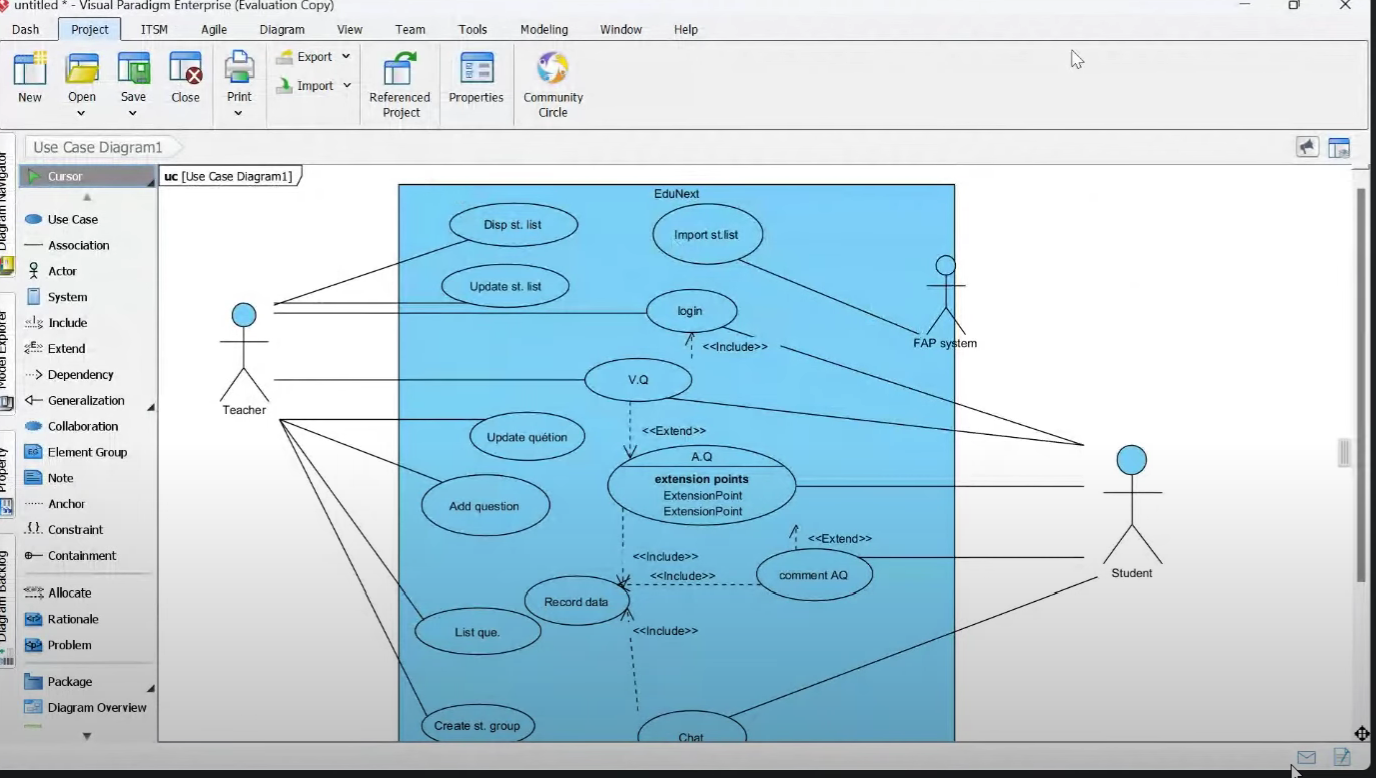 untitled * - Visual Paradigm Enterprise (Evaluation Copy)
Dash Project ITSM Agile Diagram View Team Tools Modeling Window Help
New
Open
Save
Close
Print
Export
Import
Referenced
Project
Properties
Community
Circle
Use Case Diagram1
Diagram Navigator
Model Explorer
Property
Diagram Backlog
Cursor
Use Case
Association
Actor
System
Include
Extend
Dependency
Generalization
Collaboration
Element Group
Note
Anchor
Constraint
Containment
Allocate
Rationale
Problem
Package
Diagram Overview
uc [Use Case Diagram1]
EduNext
Disp st. list
Import st.list
Update st. list
login
FAP system
<<Include>>
V.Q
Teacher
<<Extend>>
Update quétion
A.Q
extension points
ExtensionPoint
ExtensionPoint
Add question
<<Extend>>
<<Include>>
<<Include>>
comment AQ
Student
Record data
List que.
<<Include>>
Create st. group
Chat